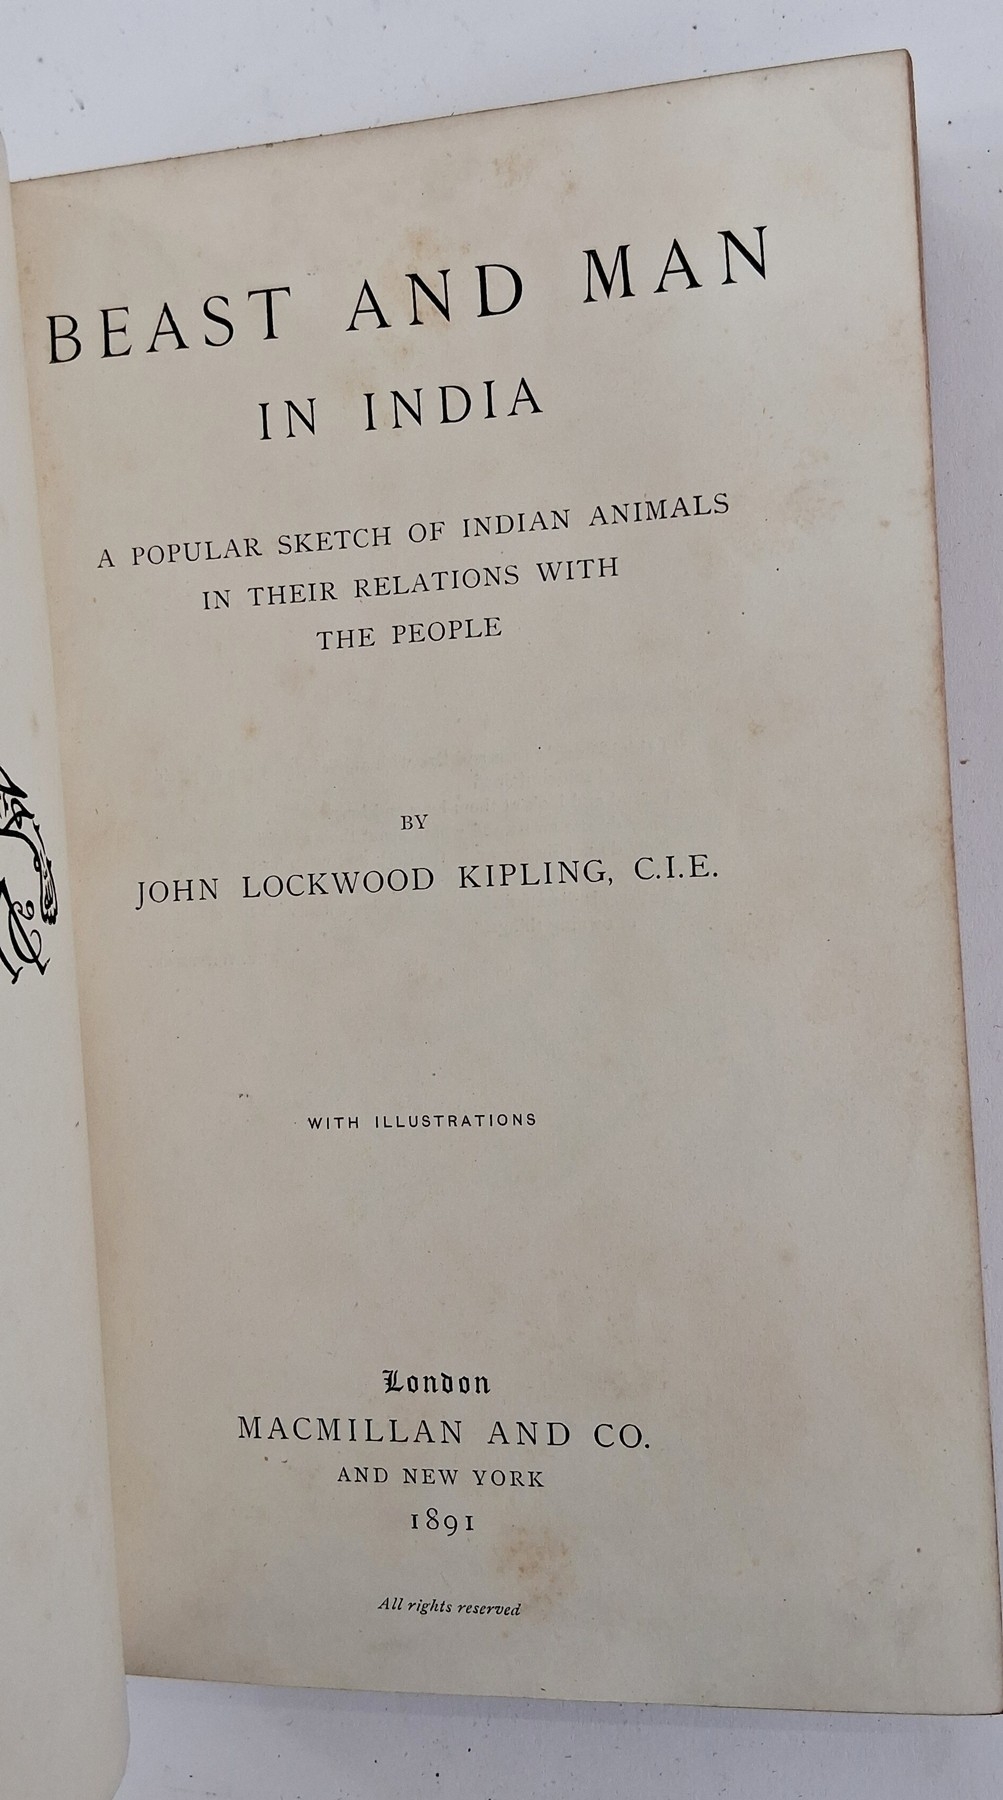 BEAST AND MAN
IN INDIA
A POPULAR SKETCH OF INDIAN ANIMALS
IN THEIR RELATIONS WITH
THE PEOPLE
BY
JOHN LOCKWOOD KIPLING, C.I.E.
WITH ILLUSTRATIONS
London
MACMILLAN AND CO.
AND NEW YORK
1891
All rights reserved